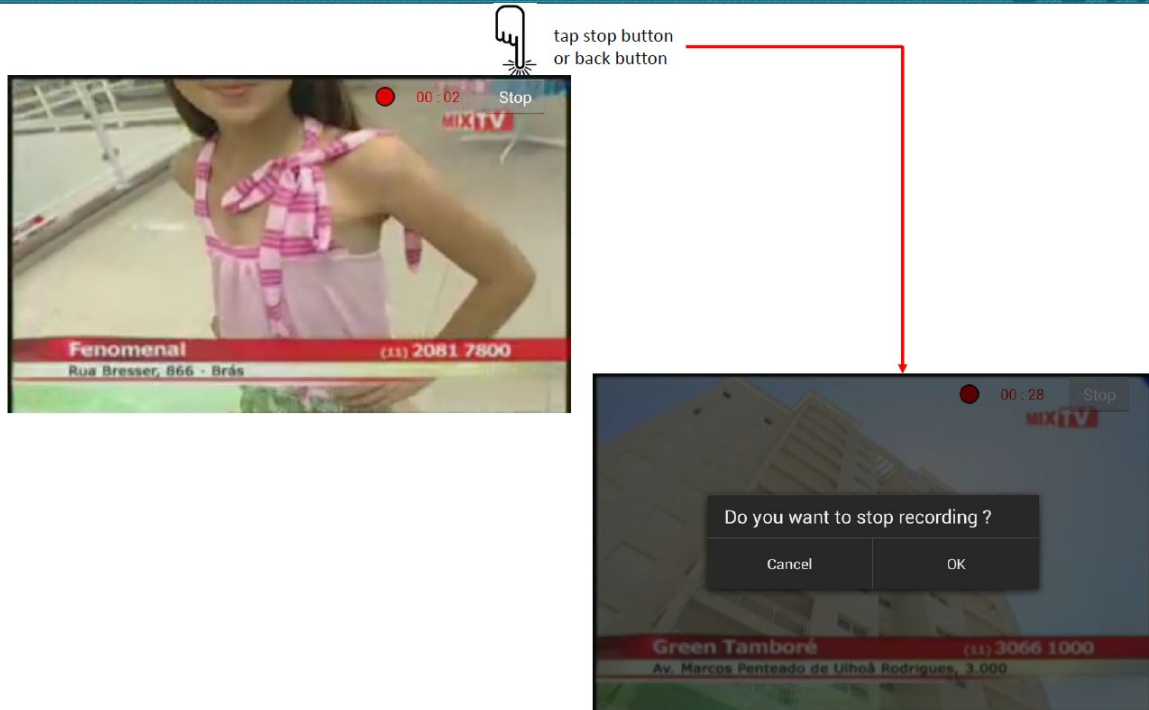 tap stop button
or back button
00 : 02 Stop
MIX TV
Fenomenal (11) 2081 7800
Rua Bresser, 866 - Brás
00 : 28 Stop
MIX TV
Do you want to stop recording ?
Cancel OK
Green Tamboré (11) 3066 1000
Av. Marcos Penteado de Ulhoâ Rodrigues, 3.000